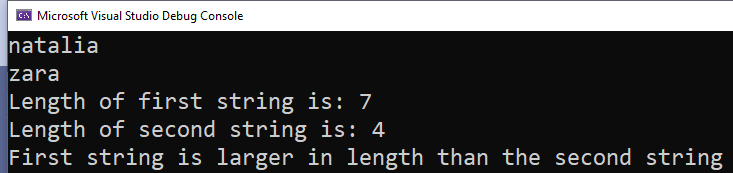 Microsoft Visual Studio Debug Console
natalia
zara
Length of first string is: 7
Length of second string is: 4
First string is larger in length than the second string